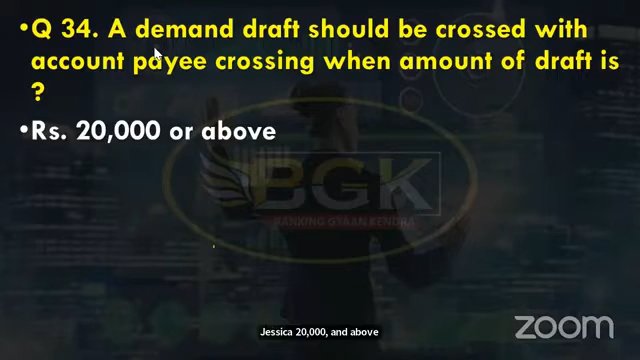 •Q 34. A demand draft should be crossed with
account payee crossing when amount of draft is
?
•Rs. 20,000 or above
BGK
BANKING GYAAN KENDRA
Jessica 20,000, and above
zoom